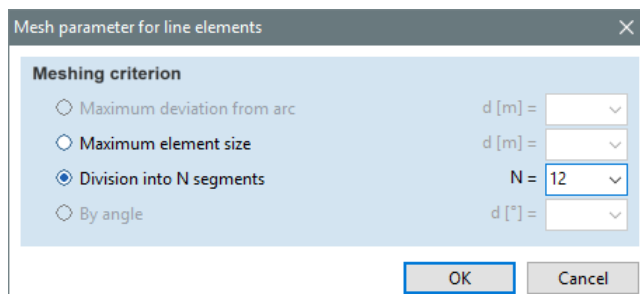 Mesh parameter for line elements
Meshing criterion
Maximum deviation from arc d [m] =
Maximum element size d [m] =
Division into N segments N = 12
By angle d [°] =
OK Cancel